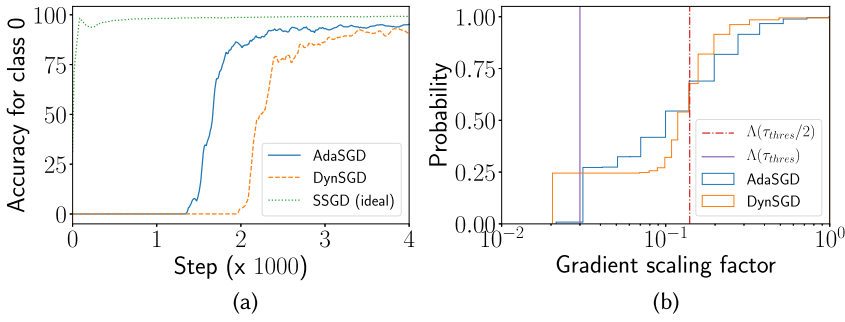 100
75
50
25
0
Accuracy for class 0
AdaSGD
DynSGD
SSGD (ideal)
0 1 2 3 4
Step (x 1000)
(a)
1.00
0.75
0.50
0.25
0.00
Probability
Λ(τ_thres/2)
Λ(τ_thres)
AdaSGD
DynSGD
10⁻² 10⁻¹ 10⁰
Gradient scaling factor
(b)